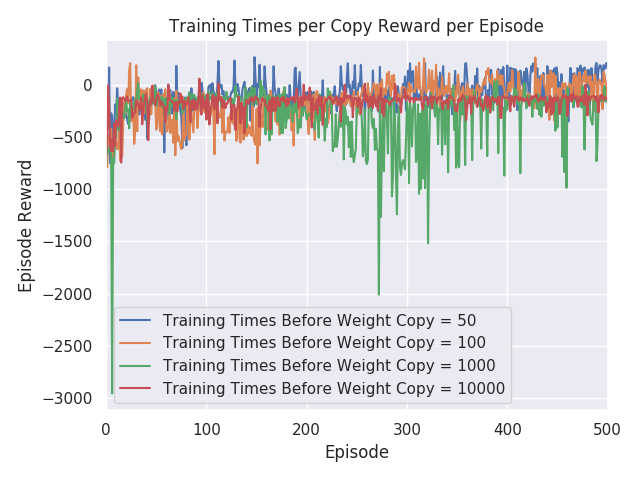 Training Times per Copy Reward per Episode
Episode Reward
0
−500
−1000
−1500
−2000
−2500
−3000
Training Times Before Weight Copy = 50
Training Times Before Weight Copy = 100
Training Times Before Weight Copy = 1000
Training Times Before Weight Copy = 10000
0 100 200 300 400 500
Episode